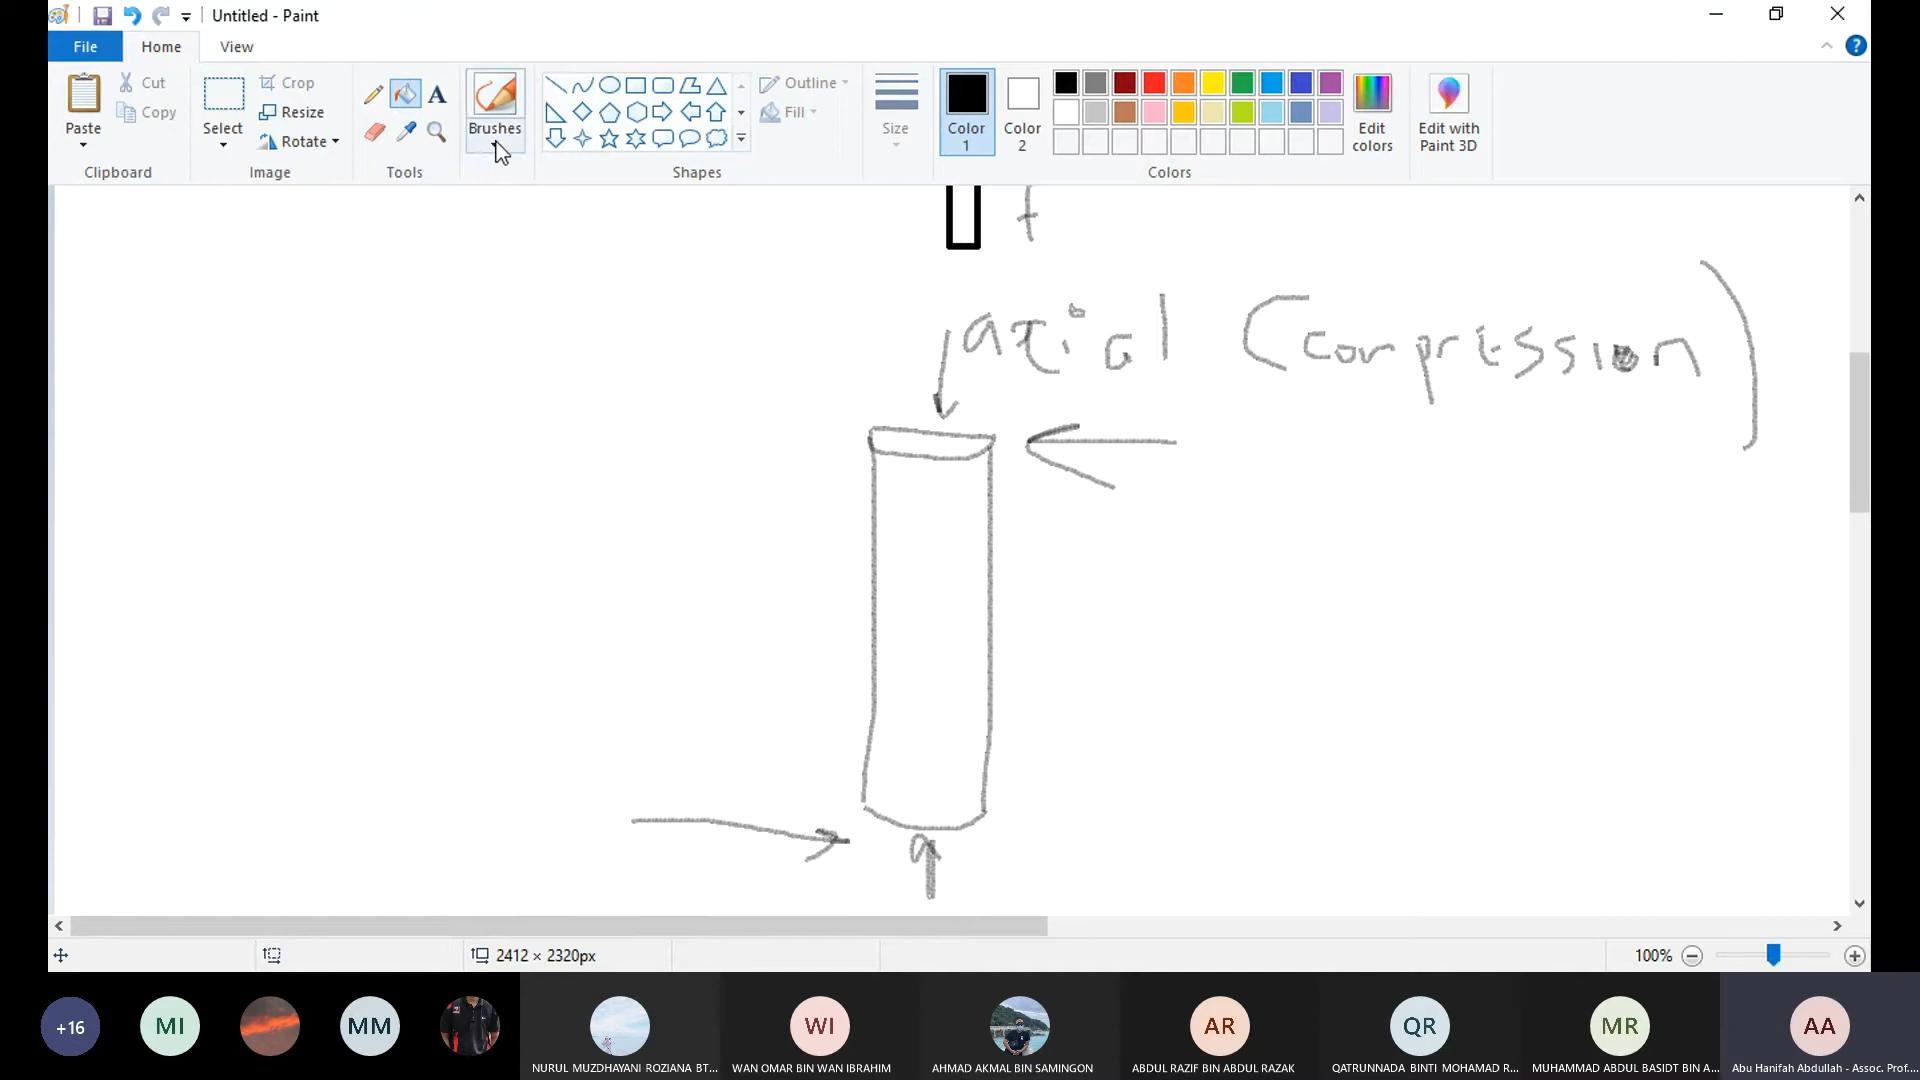 Untitled - Paint
File Home View
Paste
Cut
Copy
Clipboard
Select
Crop
Resize
Rotate
Image
Tools
Brushes
Shapes
Outline
Fill
Size
Color 1
Color 2
Edit colors
Colors
Edit with Paint 3D
axial (compression)
2412 × 2320px
100%
+16
MI
MM
NURUL MUZDHAYANI ROZIANA BT...
WI
WAN OMAR BIN WAN IBRAHIM
AHMAD AKMAL BIN SAMINGON
AR
ABDUL RAZIF BIN ABDUL RAZAK
QR
QATRUNNADA BINTI MOHAMAD R...
MR
MUHAMMAD ABDUL BASIDT BIN A...
AA
Abu Hanifah Abdullah - Assoc. Prof....